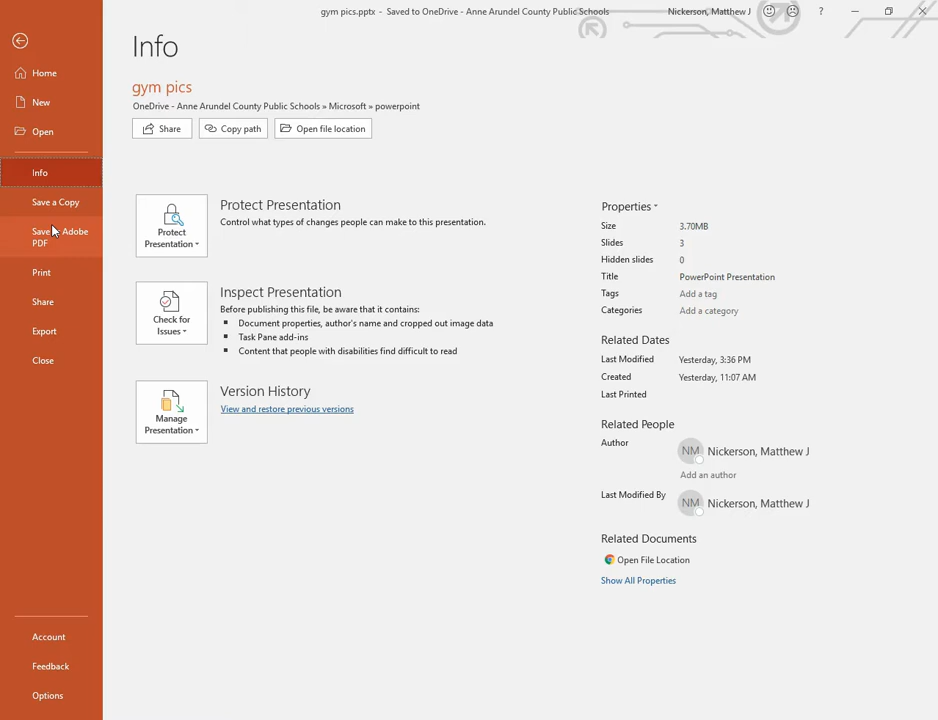 gym pics.pptx - Saved to OneDrive - Anne Arundel County Public Schools
Nickerson, Matthew J
?
Info
Home
New
Open
Info
Save a Copy
Save Adobe
PDF
Print
Share
Export
Close
Account
Feedback
Options
gym pics
OneDrive - Anne Arundel County Public Schools » Microsoft » powerpoint
Share
Copy path
Open file location
Protect
Presentation
Protect Presentation
Control what types of changes people can make to this presentation.
Check for
Issues
Inspect Presentation
Before publishing this file, be aware that it contains:
Document properties, author's name and cropped out image data
Task Pane add-ins
Content that people with disabilities find difficult to read
Manage
Presentation
Version History
View and restore previous versions
Properties
Size 3.70MB
Slides 3
Hidden slides 0
Title PowerPoint Presentation
Tags Add a tag
Categories Add a category
Related Dates
Last Modified Yesterday, 3:36 PM
Created Yesterday, 11:07 AM
Last Printed
Related People
Author NM Nickerson, Matthew J
Add an author
Last Modified By NM Nickerson, Matthew J
Related Documents
Open File Location
Show All Properties